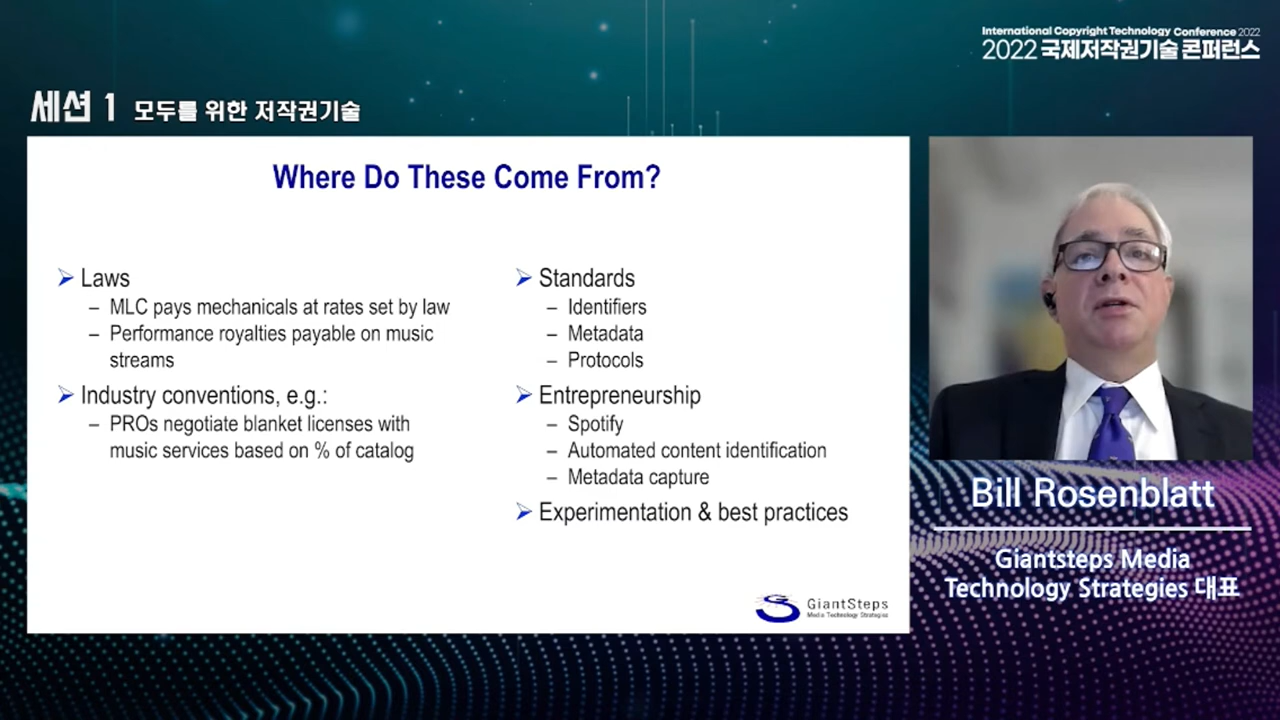 International Copyright Technology Conference 2022
2022 국제저작권기술 콘퍼런스
세션 1 모두를 위한 저작권기술
Where Do These Come From?
Laws
– MLC pays mechanicals at rates set by law
– Performance royalties payable on music
streams
Industry conventions, e.g.:
– PROs negotiate blanket licenses with
music services based on % of catalog
Standards
– Identifiers
– Metadata
– Protocols
Entrepreneurship
– Spotify
– Automated content identification
– Metadata capture
Experimentation & best practices
GS
GiantSteps
Media Technology Strategies
Bill Rosenblatt
Giantsteps Media
Technology Strategies 대표